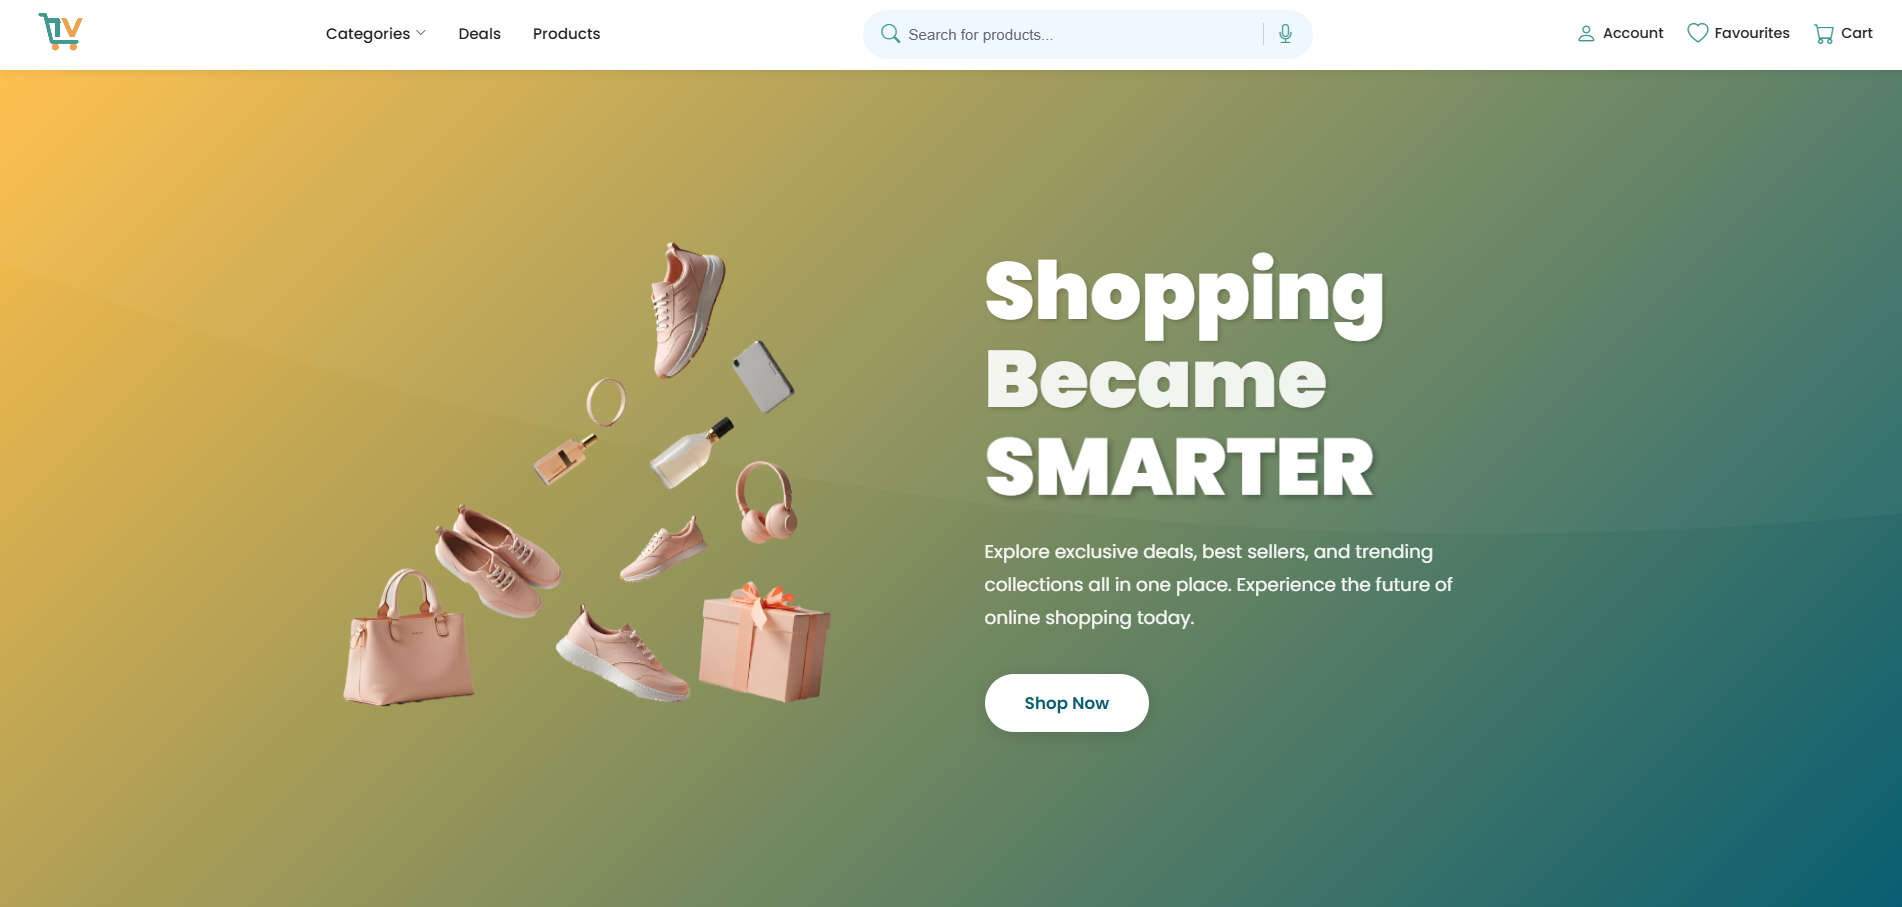 V
Categories
Deals
Products
Search for products...
Account
Favourites
Cart
Shopping
Became
SMARTER
Explore exclusive deals, best sellers, and trending
collections all in one place. Experience the future of
online shopping today.
Shop Now